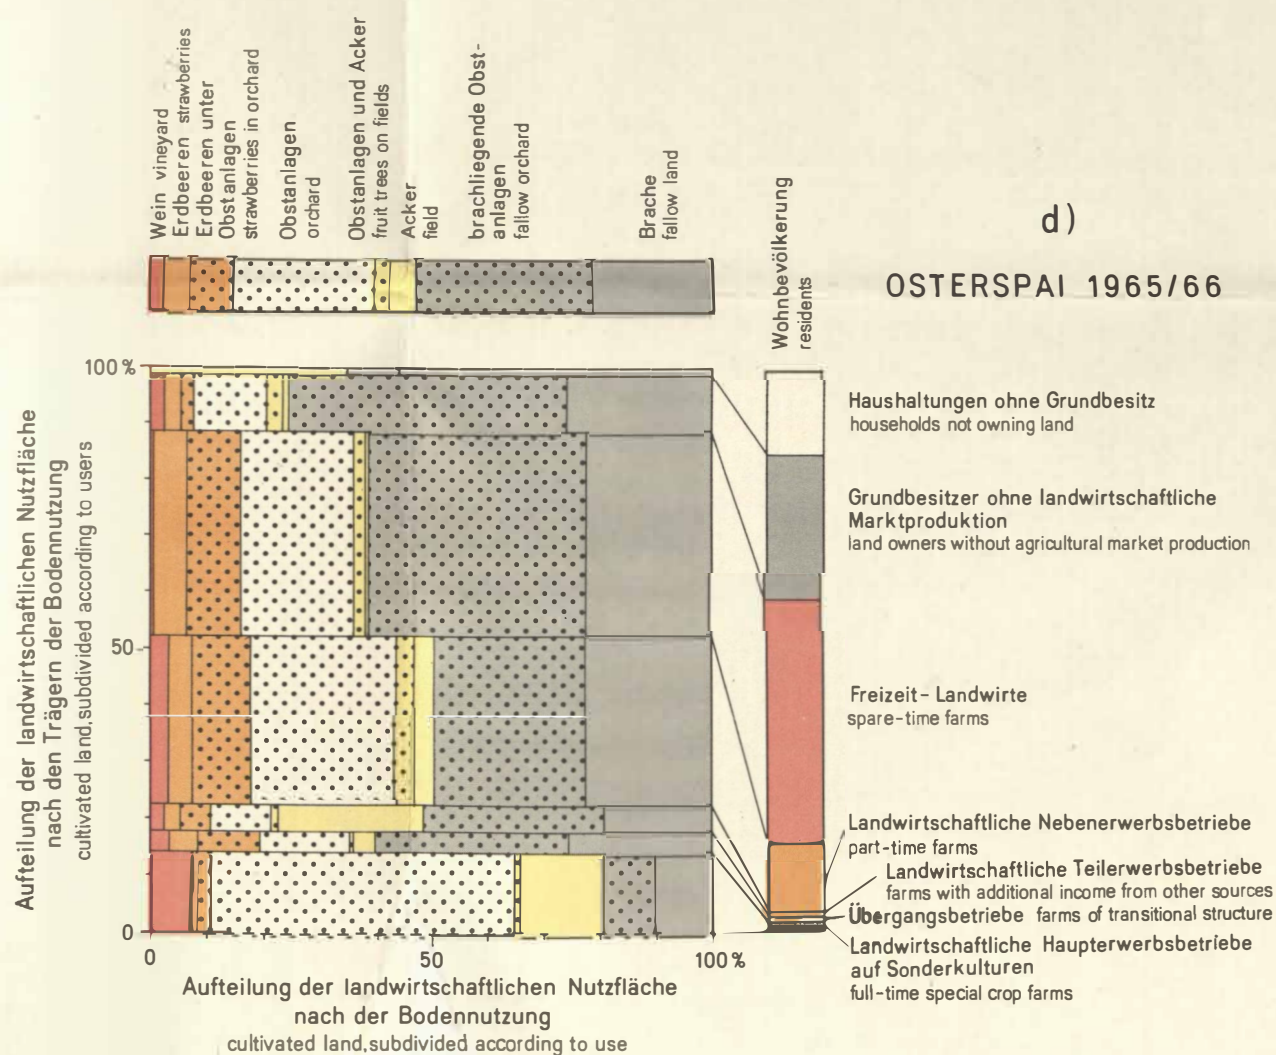 Wein vineyard
Erdbeeren strawberries
Erdbeeren unter
Obstanlagen
strawberries in orchard
Obstanlagen
orchard
Obstanlagen und Acker
fruit trees on fields
Acker
field
brachliegende Obst-
anlagen
fallow orchard
Brache
fallow land
Wohnbevölkerung
residents
d)
OSTERSPAI 1965/66
100%
50
0
Aufteilung der landwirtschaftlichen Nutzfläche
nach den Trägern der Bodennutzung
cultivated land,subdivided according to users
Haushaltungen ohne Grundbesitz
households not owning land
Grundbesitzer ohne landwirtschaftliche
Marktproduktion
land owners without agricultural market production
Freizeit-Landwirte
spare-time farms
Landwirtschaftliche Nebenerwerbsbetriebe
part-time farms
Landwirtschaftliche Teilerwerbsbetriebe
farms with additional income from other sources
Übergangsbetriebe farms of transitional structure
Landwirtschaftliche Haupterwerbsbetriebe
auf Sonderkulturen
full-time special crop farms
0 50 100%
Aufteilung der landwirtschaftlichen Nutzfläche
nach der Bodennutzung
cultivated land,subdivided according to use